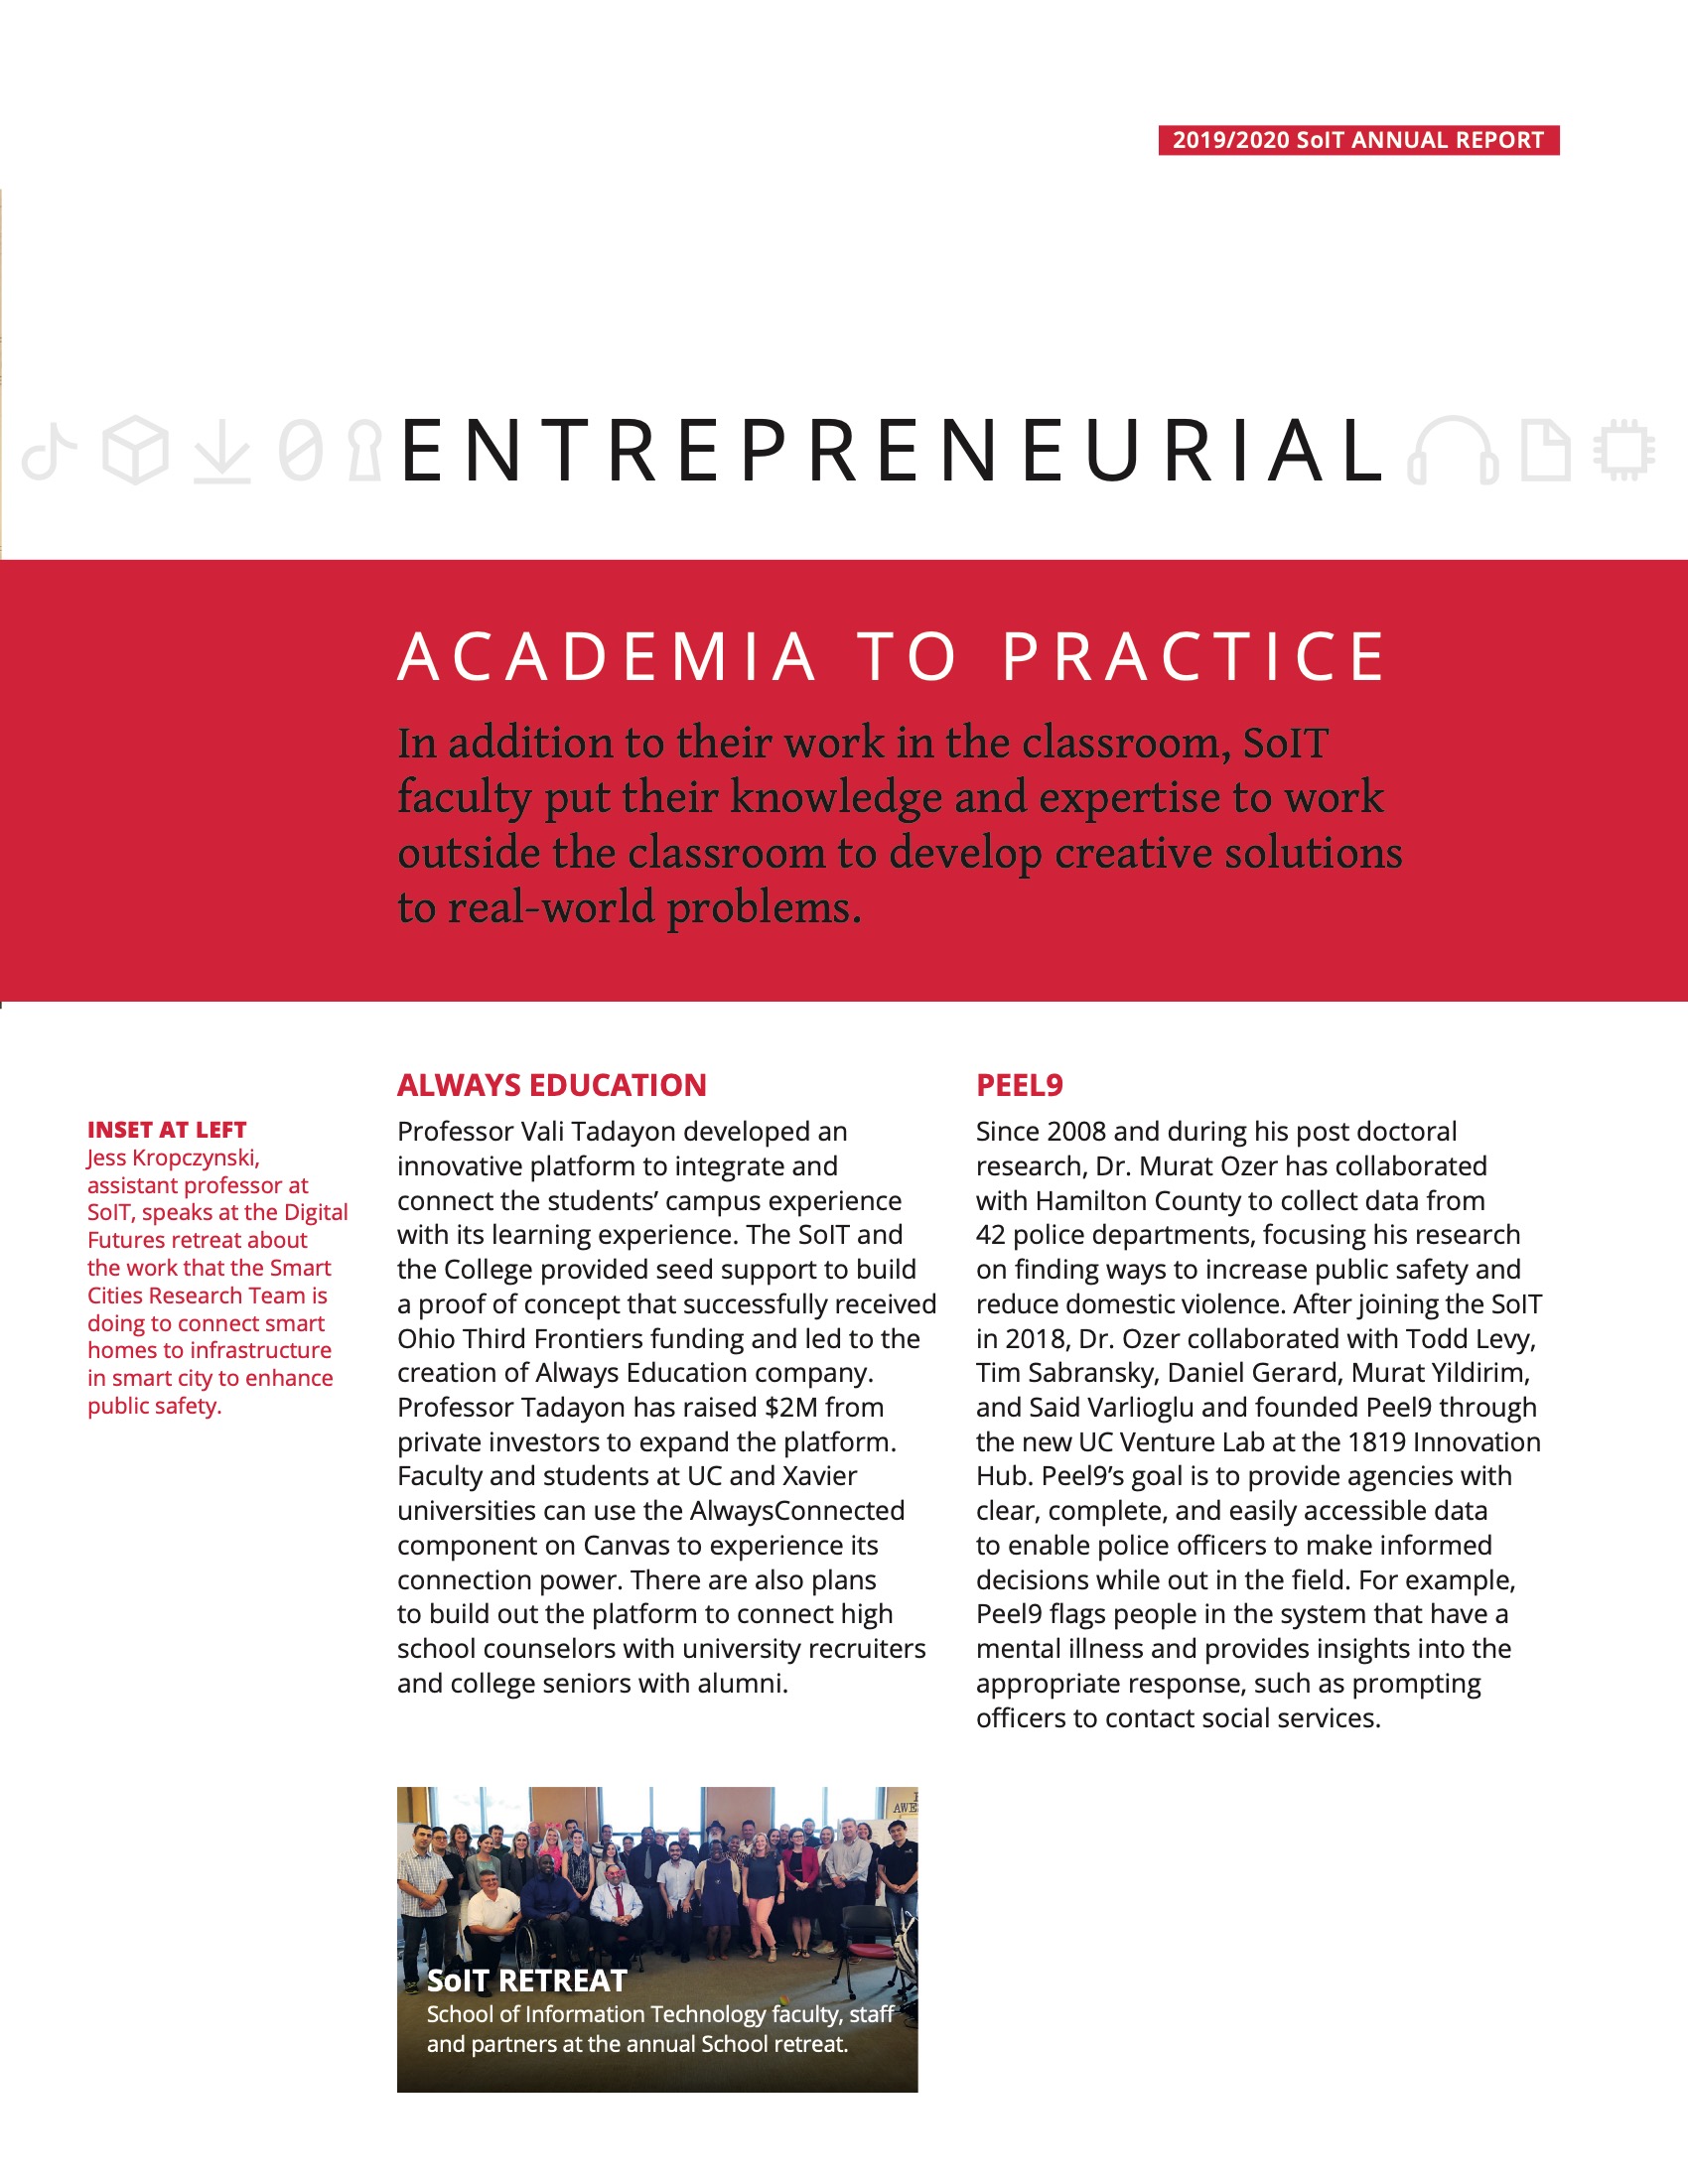 2019/2020 SoIT ANNUAL REPORT
ENTREPRENEURIAL
ACADEMIA TO PRACTICE
In addition to their work in the classroom, SoIT
faculty put their knowledge and expertise to work
outside the classroom to develop creative solutions
to real-world problems.
INSET AT LEFT
Jess Kropczynski,
assistant professor at
SoIT, speaks at the Digital
Futures retreat about
the work that the Smart
Cities Research Team is
doing to connect smart
homes to infrastructure
in smart city to enhance
public safety.
ALWAYS EDUCATION
Professor Vali Tadayon developed an
innovative platform to integrate and
connect the students’ campus experience
with its learning experience. The SoIT and
the College provided seed support to build
a proof of concept that successfully received
Ohio Third Frontiers funding and led to the
creation of Always Education company.
Professor Tadayon has raised $2M from
private investors to expand the platform.
Faculty and students at UC and Xavier
universities can use the AlwaysConnected
component on Canvas to experience its
connection power. There are also plans
to build out the platform to connect high
school counselors with university recruiters
and college seniors with alumni.
PEEL9
Since 2008 and during his post doctoral
research, Dr. Murat Ozer has collaborated
with Hamilton County to collect data from
42 police departments, focusing his research
on finding ways to increase public safety and
reduce domestic violence. After joining the SoIT
in 2018, Dr. Ozer collaborated with Todd Levy,
Tim Sabransky, Daniel Gerard, Murat Yildirim,
and Said Varlioglu and founded Peel9 through
the new UC Venture Lab at the 1819 Innovation
Hub. Peel9’s goal is to provide agencies with
clear, complete, and easily accessible data
to enable police officers to make informed
decisions while out in the field. For example,
Peel9 flags people in the system that have a
mental illness and provides insights into the
appropriate response, such as prompting
officers to contact social services.
SoIT RETREAT
School of Information Technology faculty, staff
and partners at the annual School retreat.